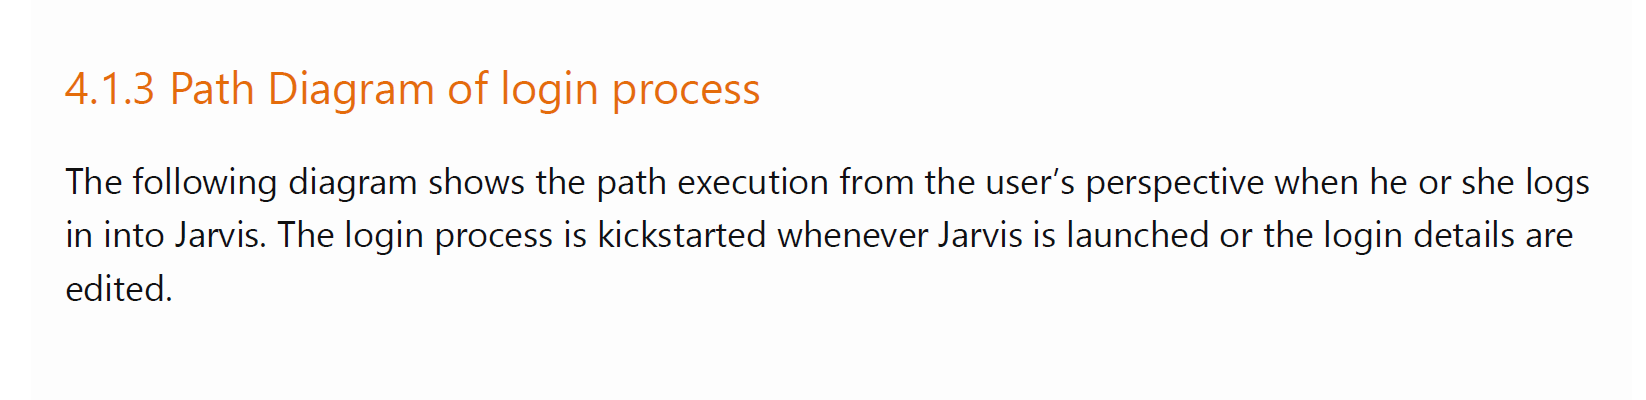 4.1.3 Path Diagram of login process
The following diagram shows the path execution from the user’s perspective when he or she logs
in into Jarvis. The login process is kickstarted whenever Jarvis is launched or the login details are
edited.